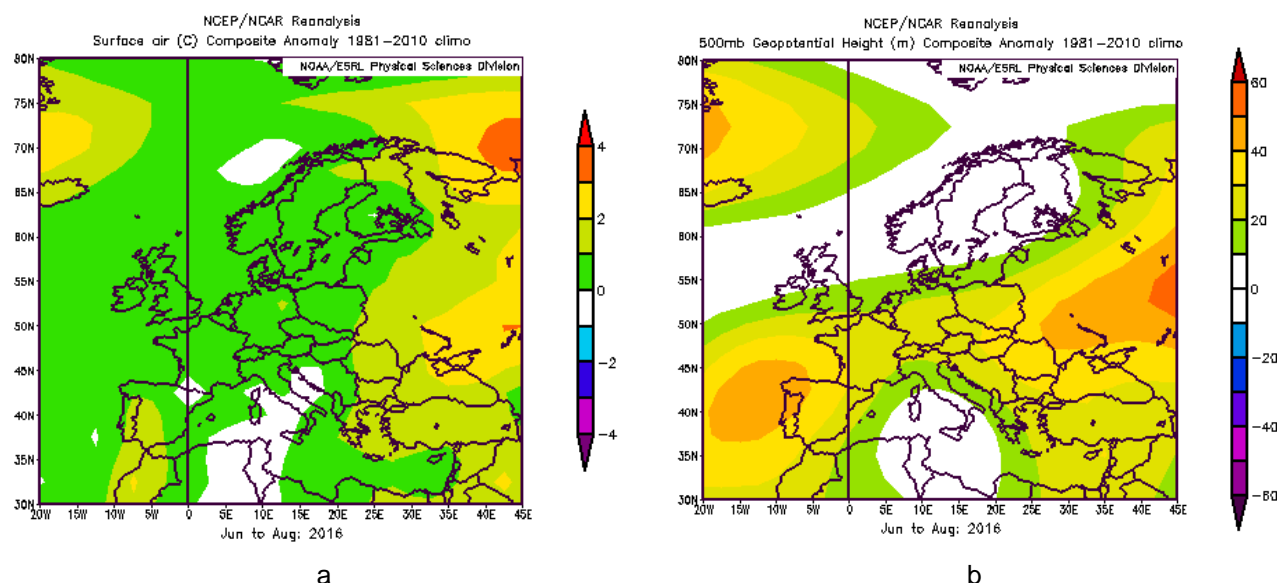 NCEP/NCAR Reanalysis
Surface air (C) Composite Anomaly 1981-2010 climo
NOAA/ESRL Physical Sciences Division
80N
75N
70N
65N
60N
55N
50N
45N
40N
35N
30N
20W 15W 10W 5W 0 5E 10E 15E 20E 25E 30E 35E 40E 45E
Jun to Aug: 2016
4
2
0
-2
-4
a
NCEP/NCAR Reanalysis
500mb Geopotential Height (m) Composite Anomaly 1981-2010 climo
NOAA/ESRL Physical Sciences Division
80N
75N
70N
65N
60N
55N
50N
45N
40N
35N
30N
20W 15W 10W 5W 0 5E 10E 15E 20E 25E 30E 35E 40E 45E
Jun to Aug: 2016
60
40
20
0
-20
-40
-60
b